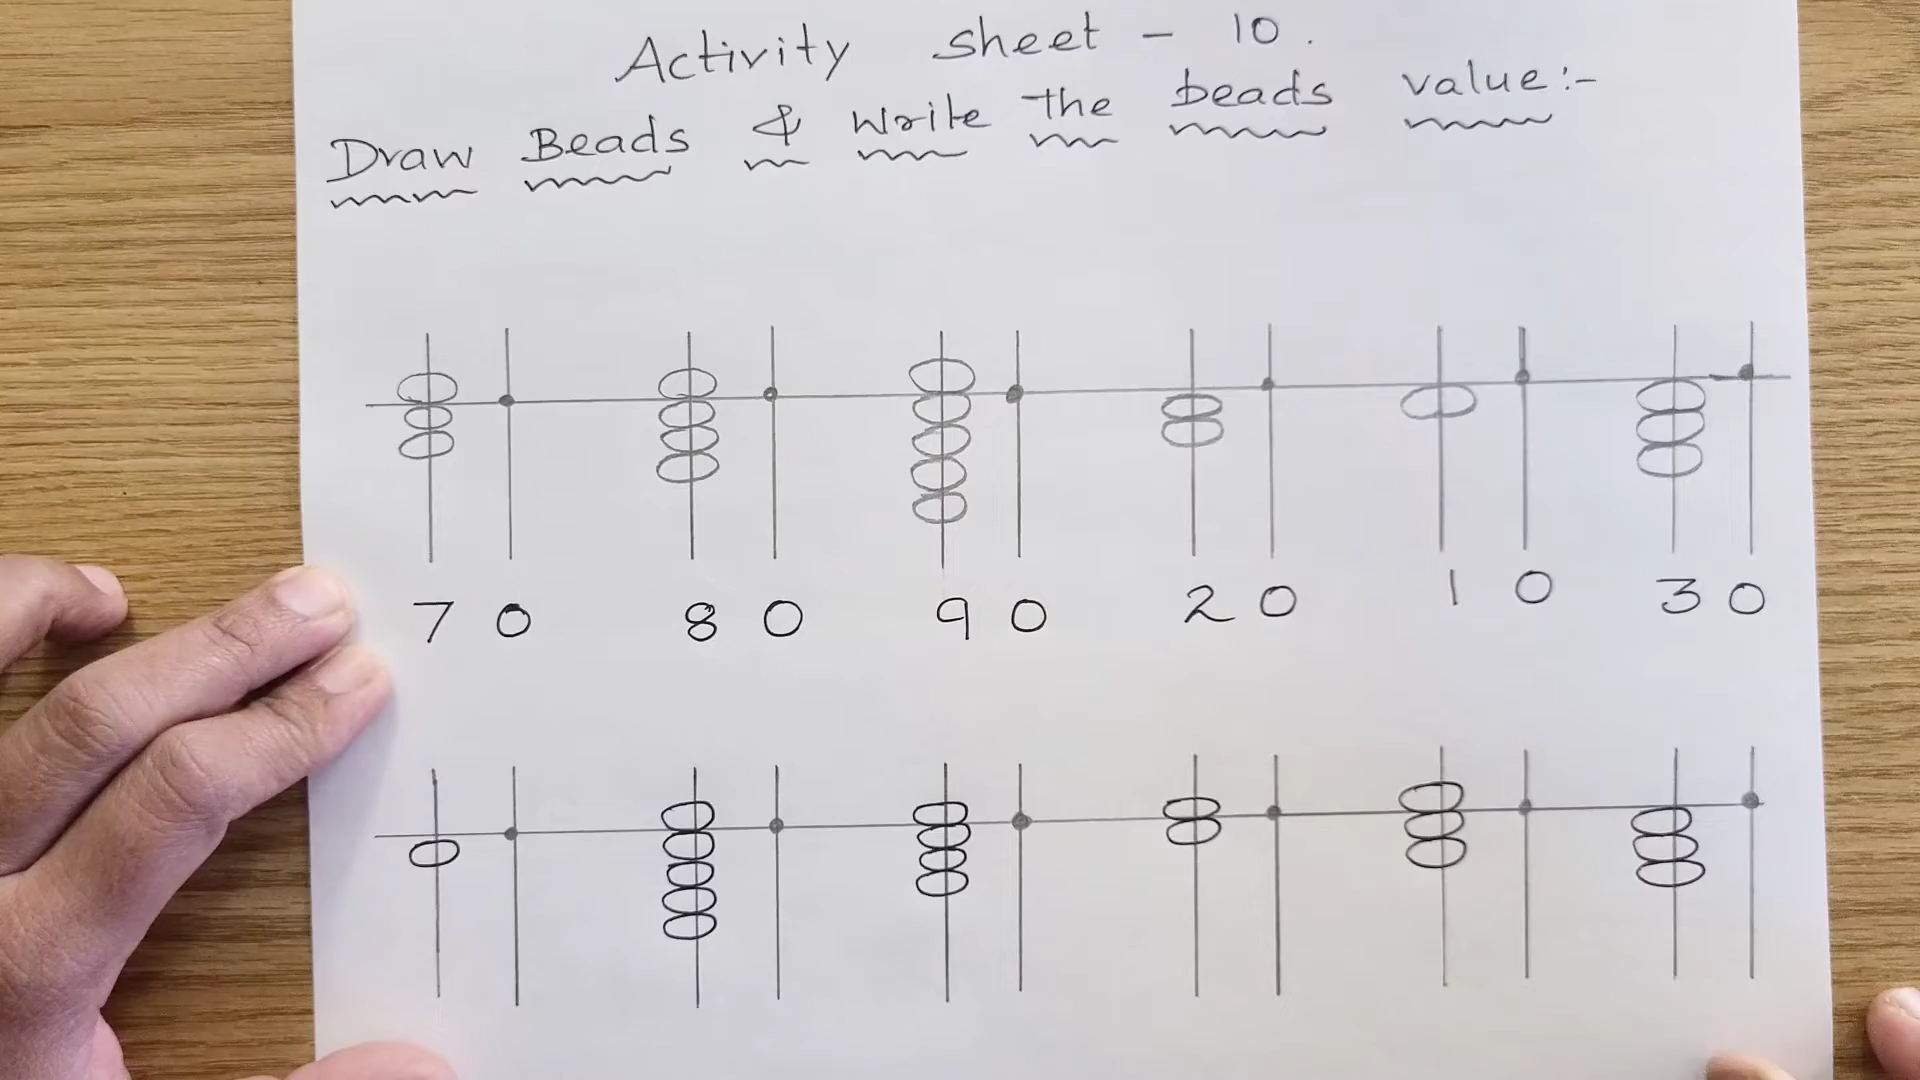 Activity sheet - 10.
Draw Beads & Write the beads value:-
7 0 8 0 9 0 2 0 1 0 3 0